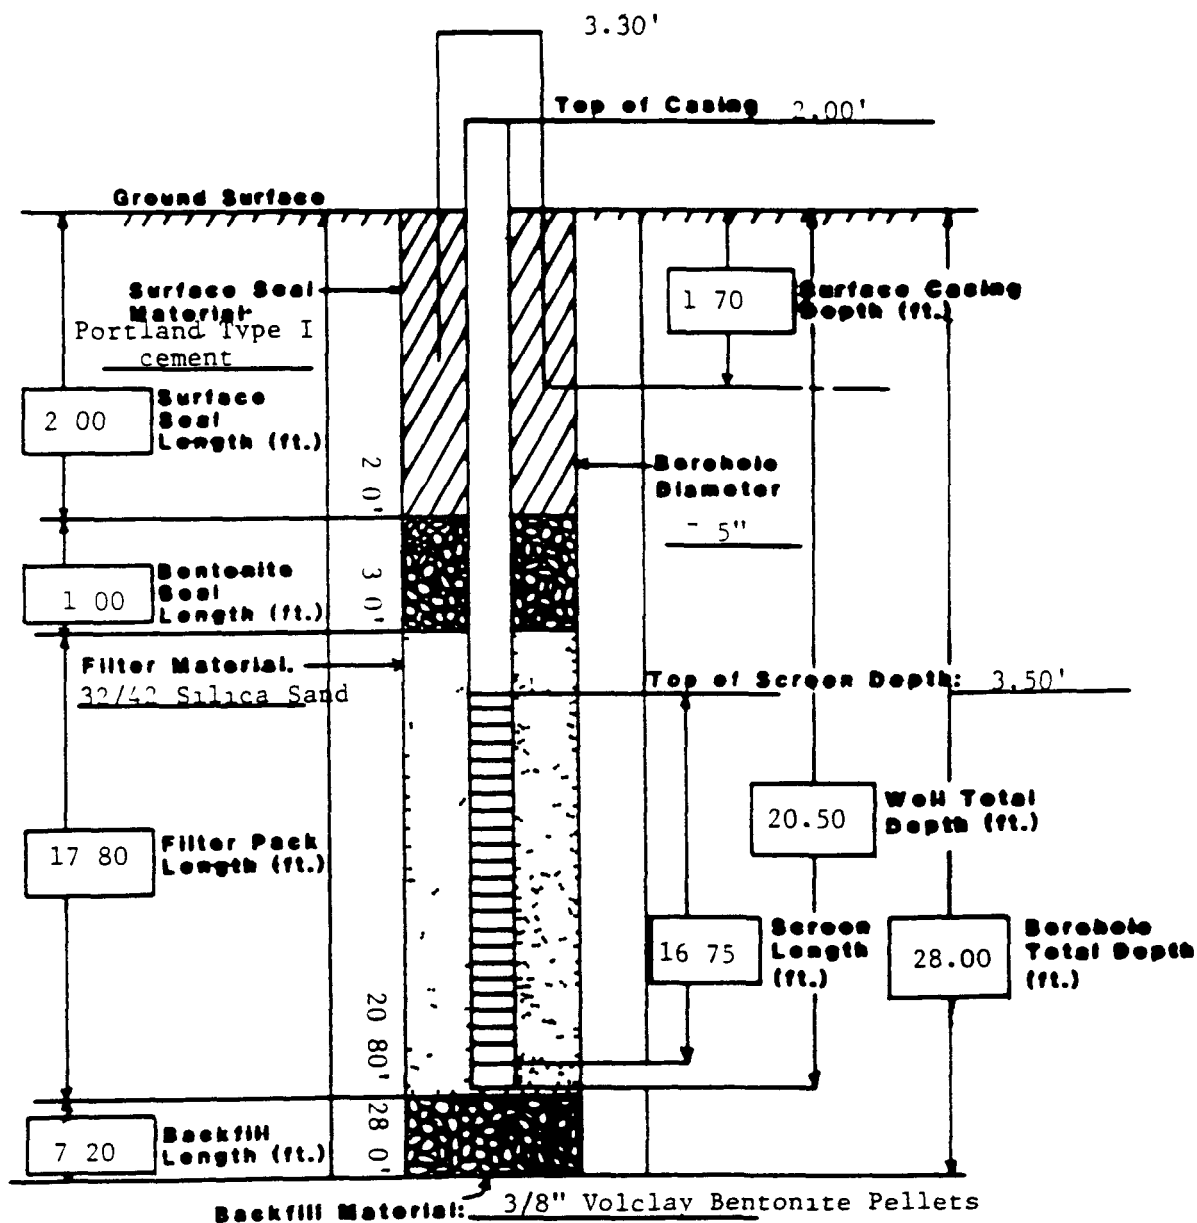 3.30'
Top of Casing 2.00'
Ground Surface
Surface Seal
Material-
Portland Type I
cement
1 70
Surface Casing
Depth (ft.)
2 00
Surface
Seal
Length (ft.)
2 0'
Borehole
Diameter
5"
1 00
Bentonite
Seal
Length (ft.)
3 0'
Filter Material.
32/42 Silica Sand
Top of Screen Depth: 3.50'
20.50
Well Total
Depth (ft.)
17 80
Filter Pack
Length (ft.)
16 75
Screen
Length
(ft.)
28.00
Borehole
Total Depth
(ft.)
20 80'
7 20
Backfill
Length (ft.)
28 0'
Backfill Material: 3/8" Volclay Bentonite Pellets